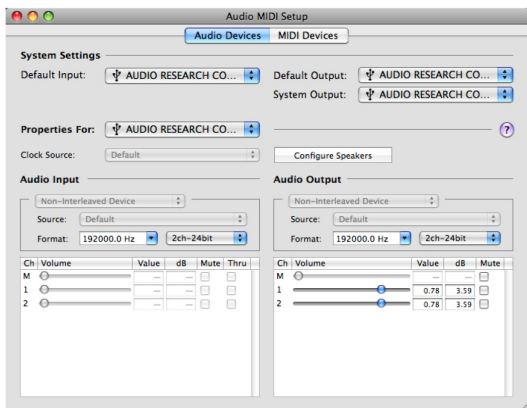 Audio MIDI Setup
Audio Devices MIDI Devices
System Settings
Default Input: AUDIO RESEARCH CO... Default Output: AUDIO RESEARCH CO...
System Output: AUDIO RESEARCH CO...
Properties For: AUDIO RESEARCH CO... ?
Clock Source: Default Configure Speakers
Audio Input Audio Output
Non-Interleaved Device Non-Interleaved Device
Source: Default Source: Default
Format: 192000.0 Hz 2ch-24bit Format: 192000.0 Hz 2ch-24bit
Ch Volume Value dB Mute Thru Ch Volume Value dB Mute
M — — M — —
1 — — 1 0.78 3.59
2 — — 2 0.78 3.59